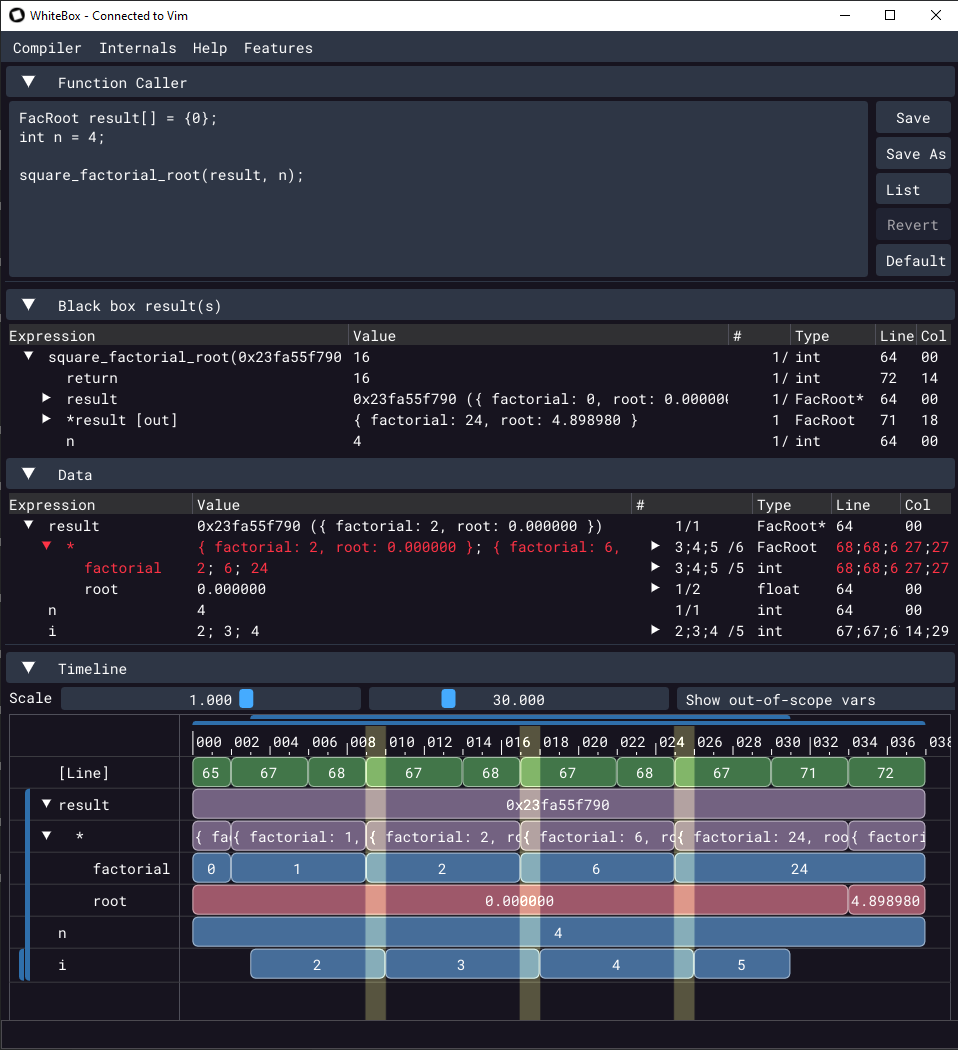 WhiteBox - Connected to Vim
Compiler Internals Help Features
Function Caller
FacRoot result[] = {0};
int n = 4;
square_factorial_root(result, n);
Save
Save As
List
Revert
Default
Black box result(s)
Expression Value # Type Line Col
square_factorial_root(0x23fa55f790 16 1/ int 64 00
return 16 1/ int 72 14
result 0x23fa55f790 ({ factorial: 0, root: 0.000000 1/ FacRoot* 64 00
*result [out] { factorial: 24, root: 4.898980 } 1 FacRoot 71 18
n 4 1/ int 64 00
Data
Expression Value # Type Line Col
result 0x23fa55f790 ({ factorial: 2, root: 0.000000 }) 1/1 FacRoot* 64 00
* { factorial: 2, root: 0.000000 }; { factorial: 6, 3;4;5 /6 FacRoot 68;68;6 27;27
factorial 2; 6; 24 3;4;5 /5 int 68;68;6 27;27
root 0.000000 1/2 float 64 00
n 4 1/1 int 64 00
i 2; 3; 4 2;3;4 /5 int 67;67;6 14;29
Timeline
Scale 1.000 30.000 Show out-of-scope vars
000 002 004 006 008 010 012 014 016 018 020 022 024 026 028 030 032 034 036 038
[Line] 65 67 68 67 68 67 68 67 71 72
result 0x23fa55f790
* { fa { factorial: 1, { factorial: 2, ro { factorial: 6, ro { factorial: 24, roo { factori
factorial 0 1 2 6 24
root 0.000000 4.898980
n 4
i 2 3 4 5